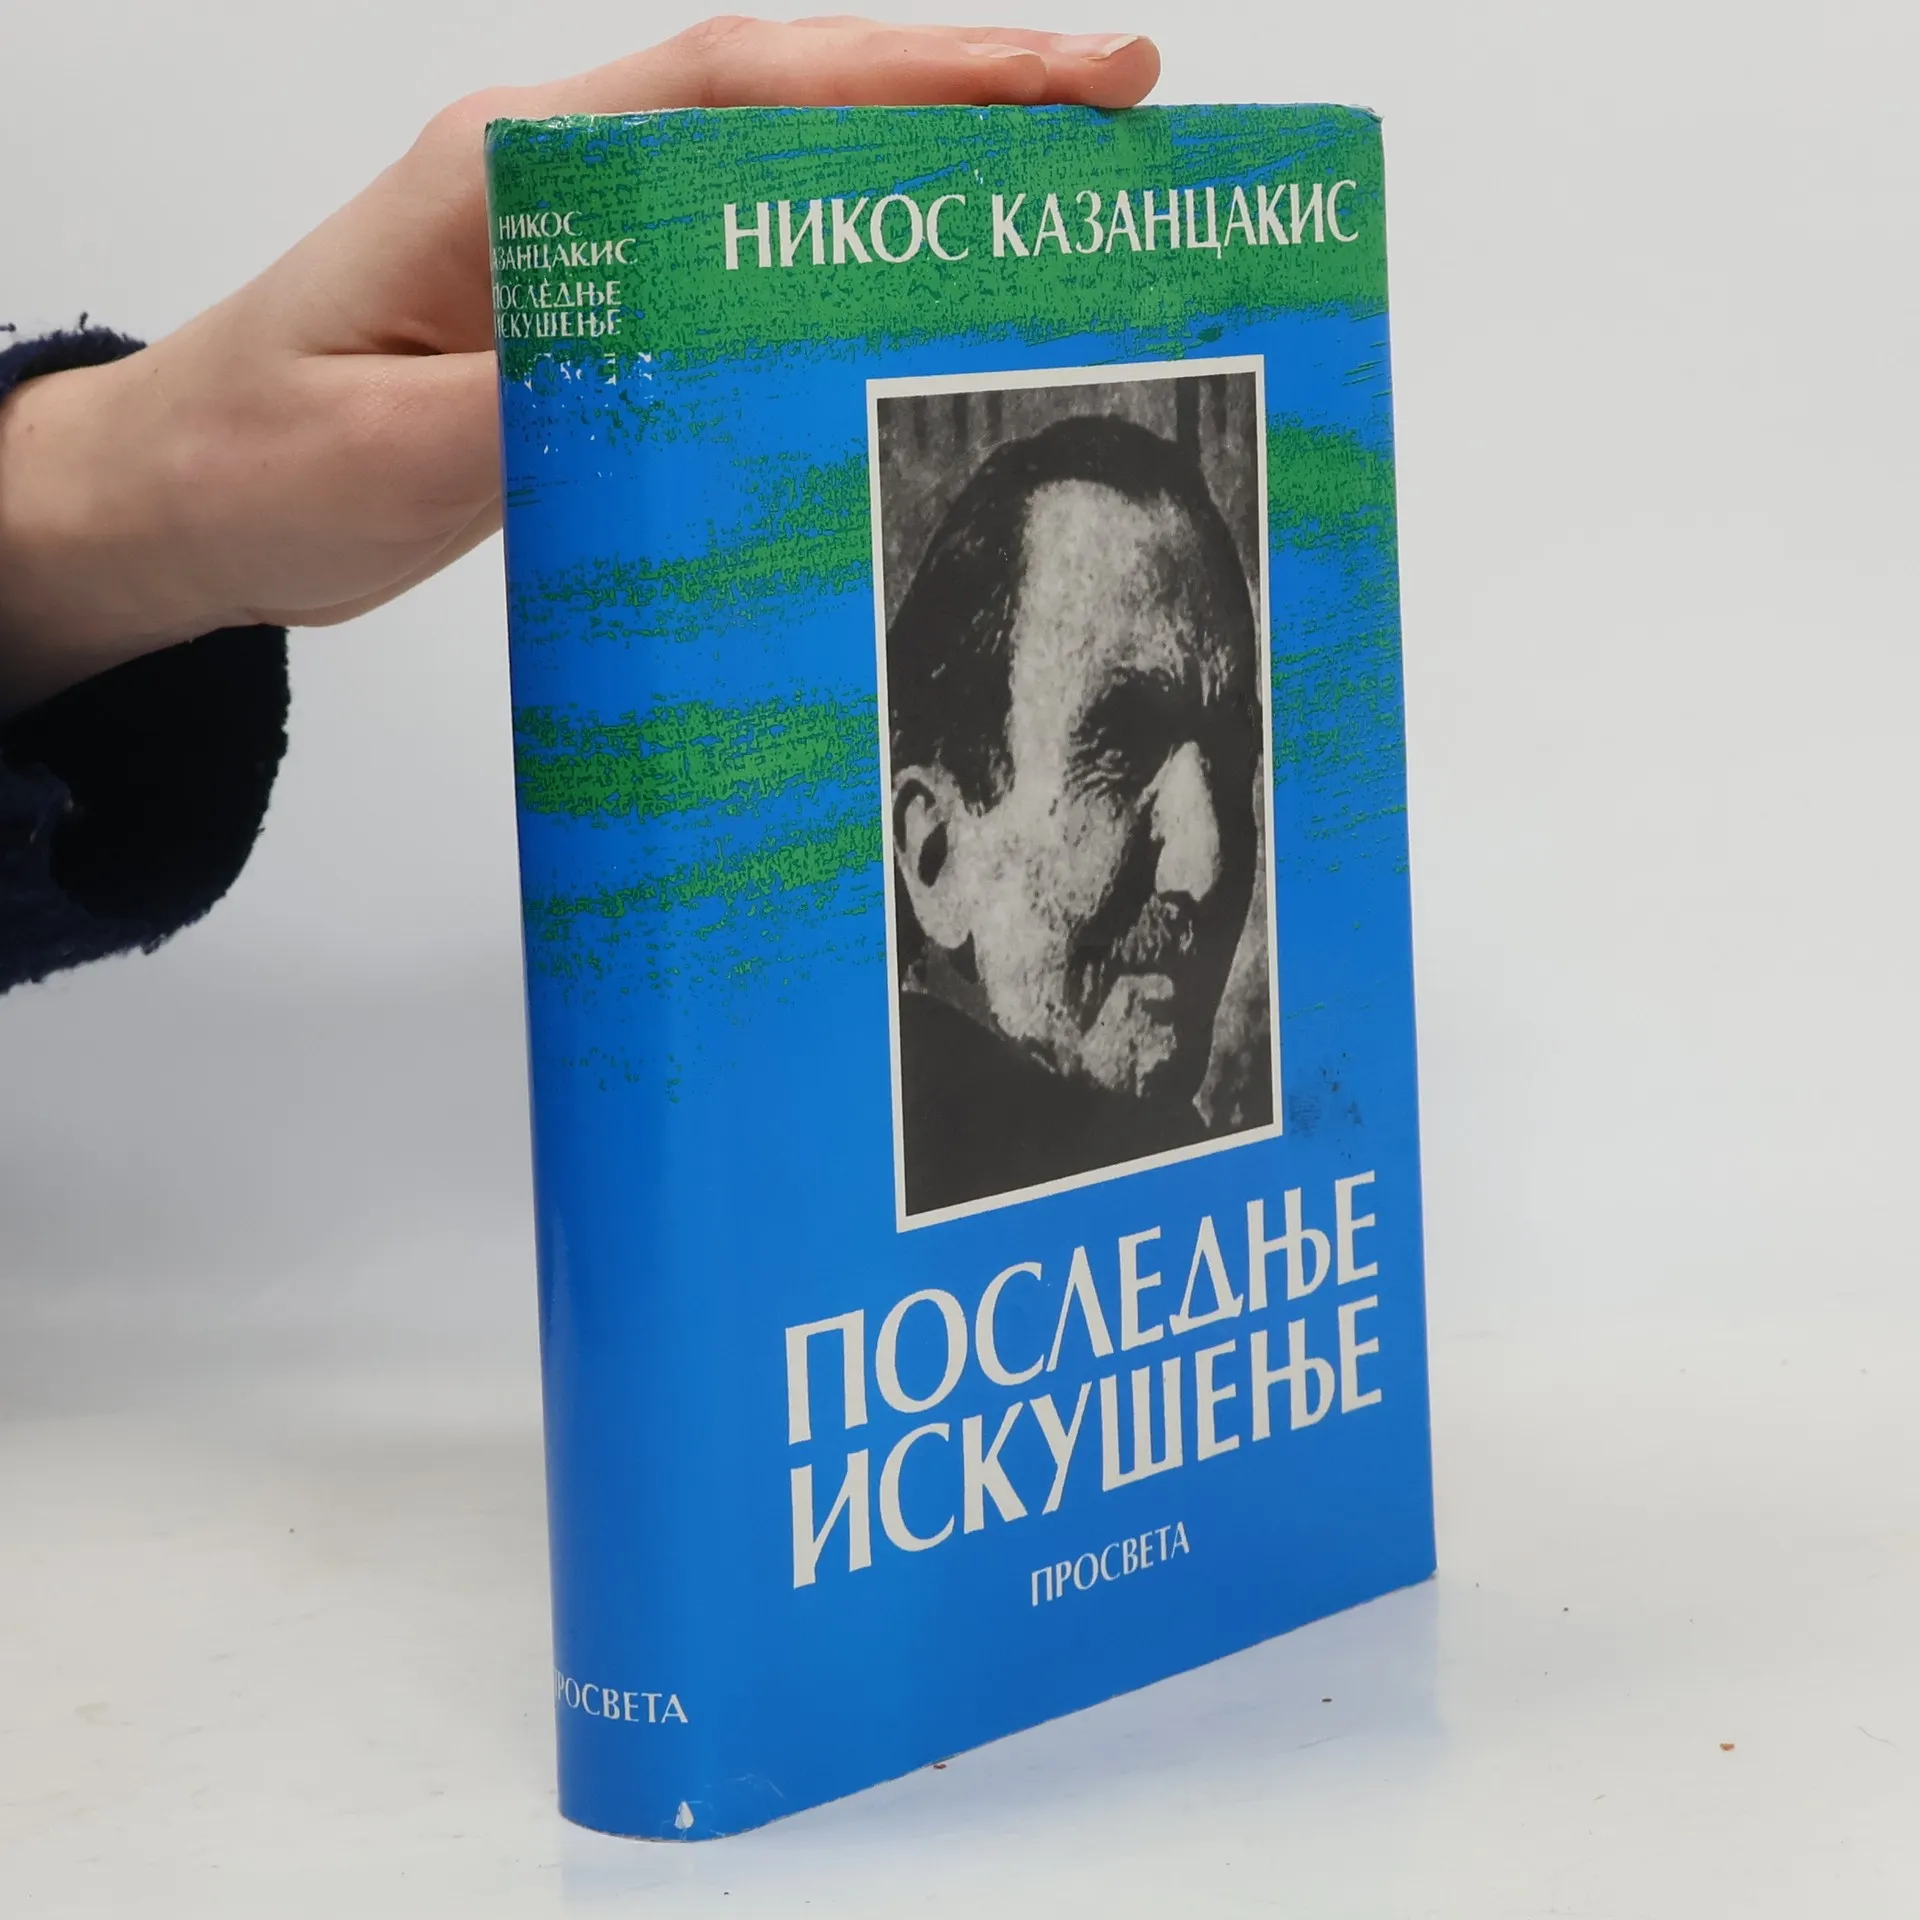 НИКОС КАЗАНЦАКИС
ПОСЛЕДЊЕ
ИСКУШЕЊЕ
ПРОСВЕТА
НИКОС
КАЗАНЦАКИС
ПОСЛЕДЊЕ
ИСКУШЕЊЕ
ПРОСВЕТА